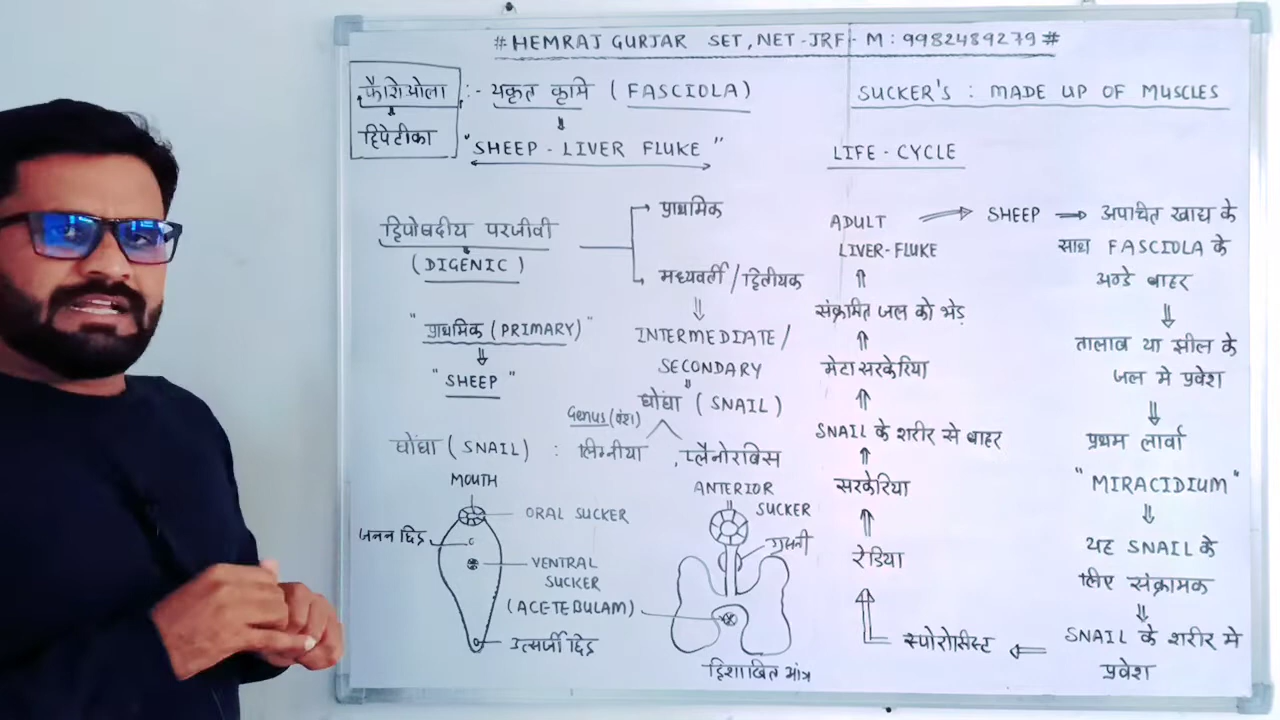 # HEMRAJ GURJAR SET, NET-JRF - M: 9982489279 #
फैशिओला :- यकृत कृमि (FASCIOLA)
हिपेटीका
"SHEEP - LIVER FLUKE"
द्विपोषदीय परजीवी
(DIGENIC)
प्राथमिक
मध्यवर्ती / द्वितीयक
"प्राथमिक (PRIMARY)"
"SHEEP"
INTERMEDIATE /
SECONDARY
घोंघा (SNAIL)
Genus (वंश)
घोंघा (SNAIL) : लिम्नीया , प्लैनोरबिस
MOUTH
ORAL SUCKER
जनन छिद्र
VENTRAL
SUCKER
(ACETEBULAM)
उत्सर्जी छिद्र
ANTERIOR
SUCKER
ग्रसनी
द्विशाखित आंत्र
SUCKER'S : MADE UP OF MUSCLES
LIFE - CYCLE
ADULT
LIVER-FLUKE
SHEEP
अपाचित खाद्य के
साथ FASCIOLA के
अण्डे बाहर
तालाब या झील के
जल मे प्रवेश
प्रथम लार्वा
"MIRACIDIUM"
यह SNAIL के
लिए संक्रामक
SNAIL के शरीर मे
प्रवेश
स्पोरोसिस्ट
रेडिया
सरकेरिया
SNAIL के शरीर से बाहर
मेटा सरकेरिया
संक्रमित जल को भेड़